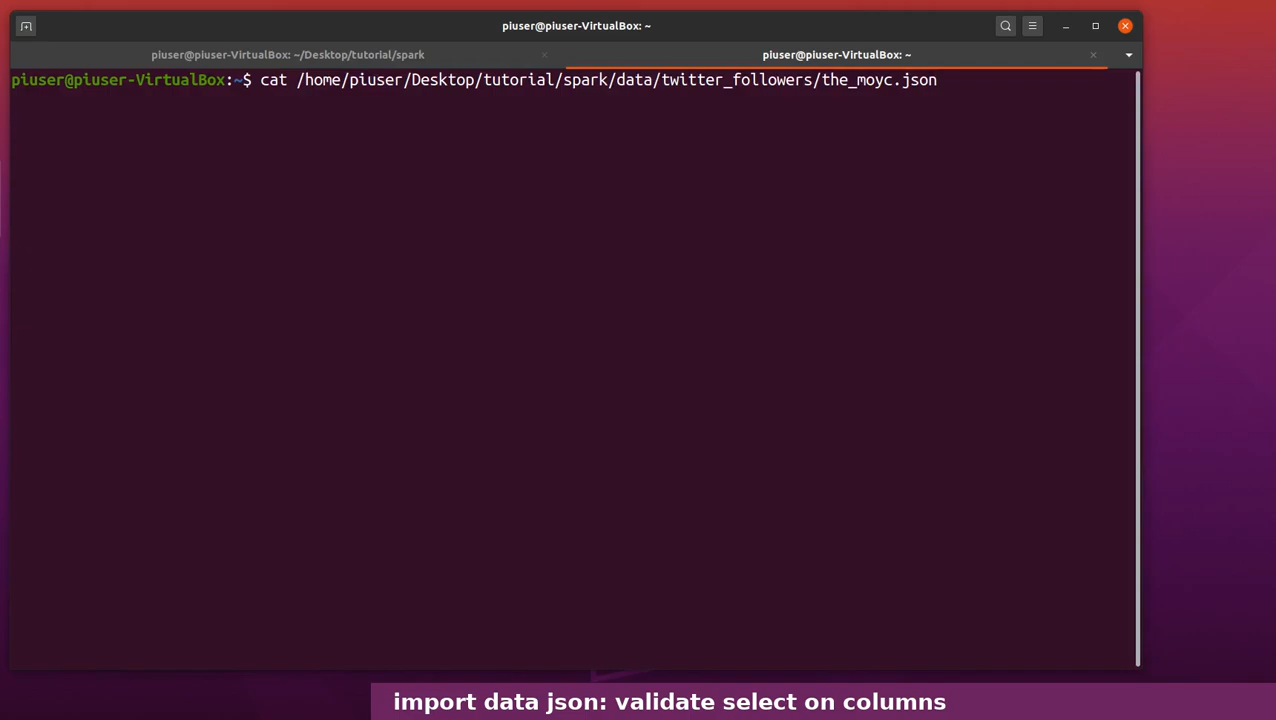 piuser@piuser-VirtualBox: ~
piuser@piuser-VirtualBox: ~/Desktop/tutorial/spark
piuser@piuser-VirtualBox: ~
piuser@piuser-VirtualBox:~$ cat /home/piuser/Desktop/tutorial/spark/data/twitter_followers/the_moyc.json
import data json: validate select on columns